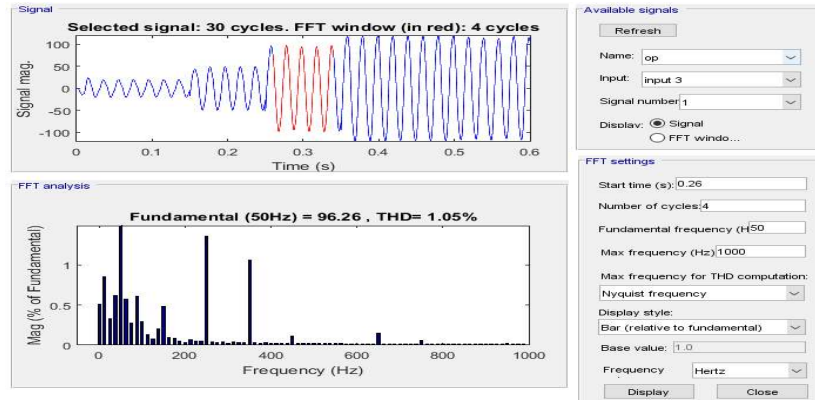 Signal
Selected signal: 30 cycles. FFT window (in red): 4 cycles
Signal mag.
100
50
0
-50
-100
0 0.1 0.2 0.3 0.4 0.5 0.6
Time (s)
FFT analysis
Fundamental (50Hz) = 96.26 , THD= 1.05%
Mag (% of Fundamental)
1
0.5
0
0 200 400 600 800 1000
Frequency (Hz)
Available signals
Refresh
Name: op
Input: input 3
Signal number 1
Display: Signal
FFT windo...
FFT settings
Start time (s): 0.26
Number of cycles: 4
Fundamental frequency (H 50
Max frequency (Hz) 1000
Max frequency for THD computation:
Nyquist frequency
Display style:
Bar (relative to fundamental)
Base value: 1.0
Frequency Hertz
Display Close